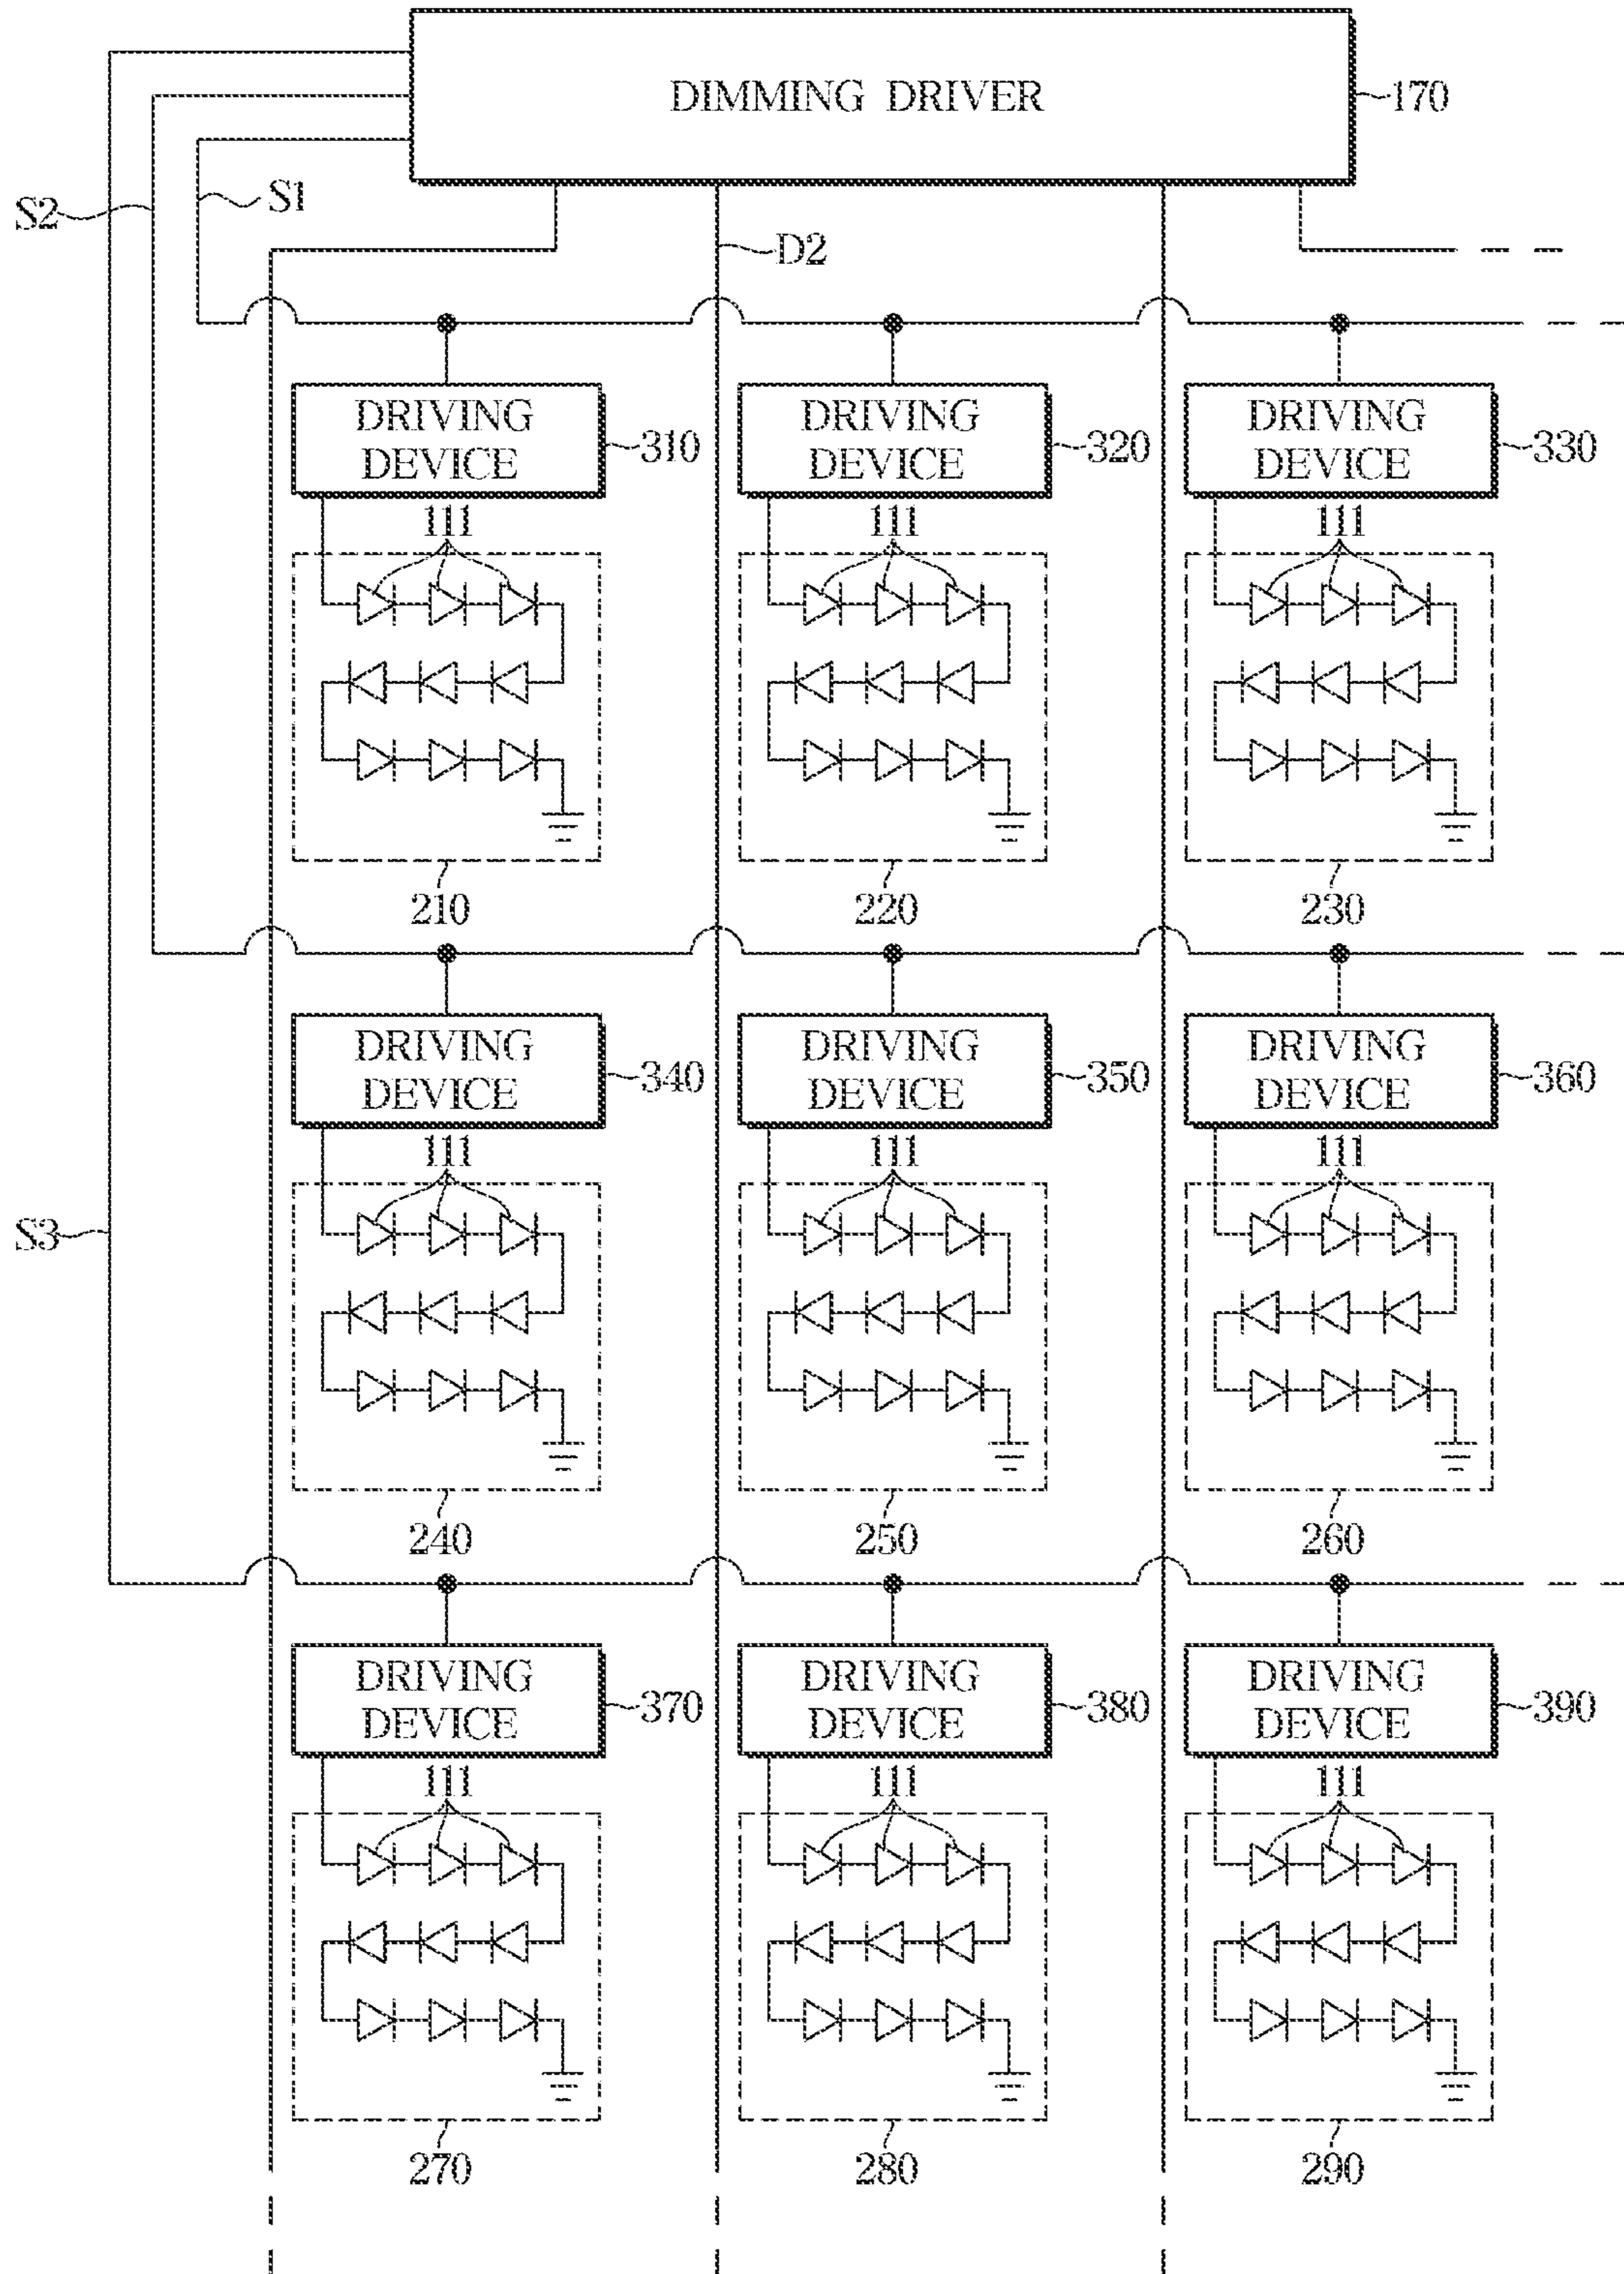 DIMMING DRIVER
170
S1
S2
D2
DRIVING
DEVICE
310
DRIVING
DEVICE
320
DRIVING
DEVICE
330
111
111
111
210
220
230
DRIVING
DEVICE
340
DRIVING
DEVICE
350
DRIVING
DEVICE
360
111
111
111
S3
240
250
260
DRIVING
DEVICE
370
DRIVING
DEVICE
380
DRIVING
DEVICE
390
111
111
111
270
280
290